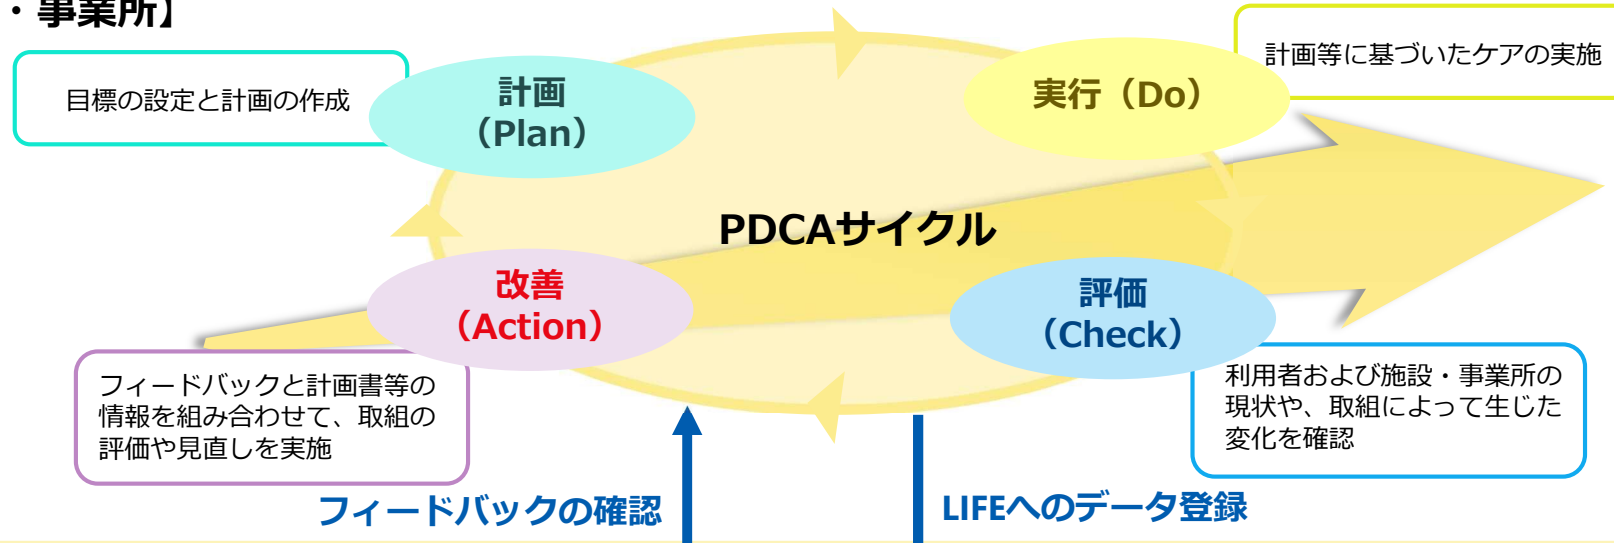 ・事業所】
目標の設定と計画の作成
計画
（Plan）
実行（Do）
計画等に基づいたケアの実施
PDCAサイクル
改善
（Action）
評価
（Check）
フィードバックと計画書等の
情報を組み合わせて、取組の
評価や見直しを実施
利用者および施設・事業所の
現状や、取組によって生じた
変化を確認
フィードバックの確認
LIFEへのデータ登録